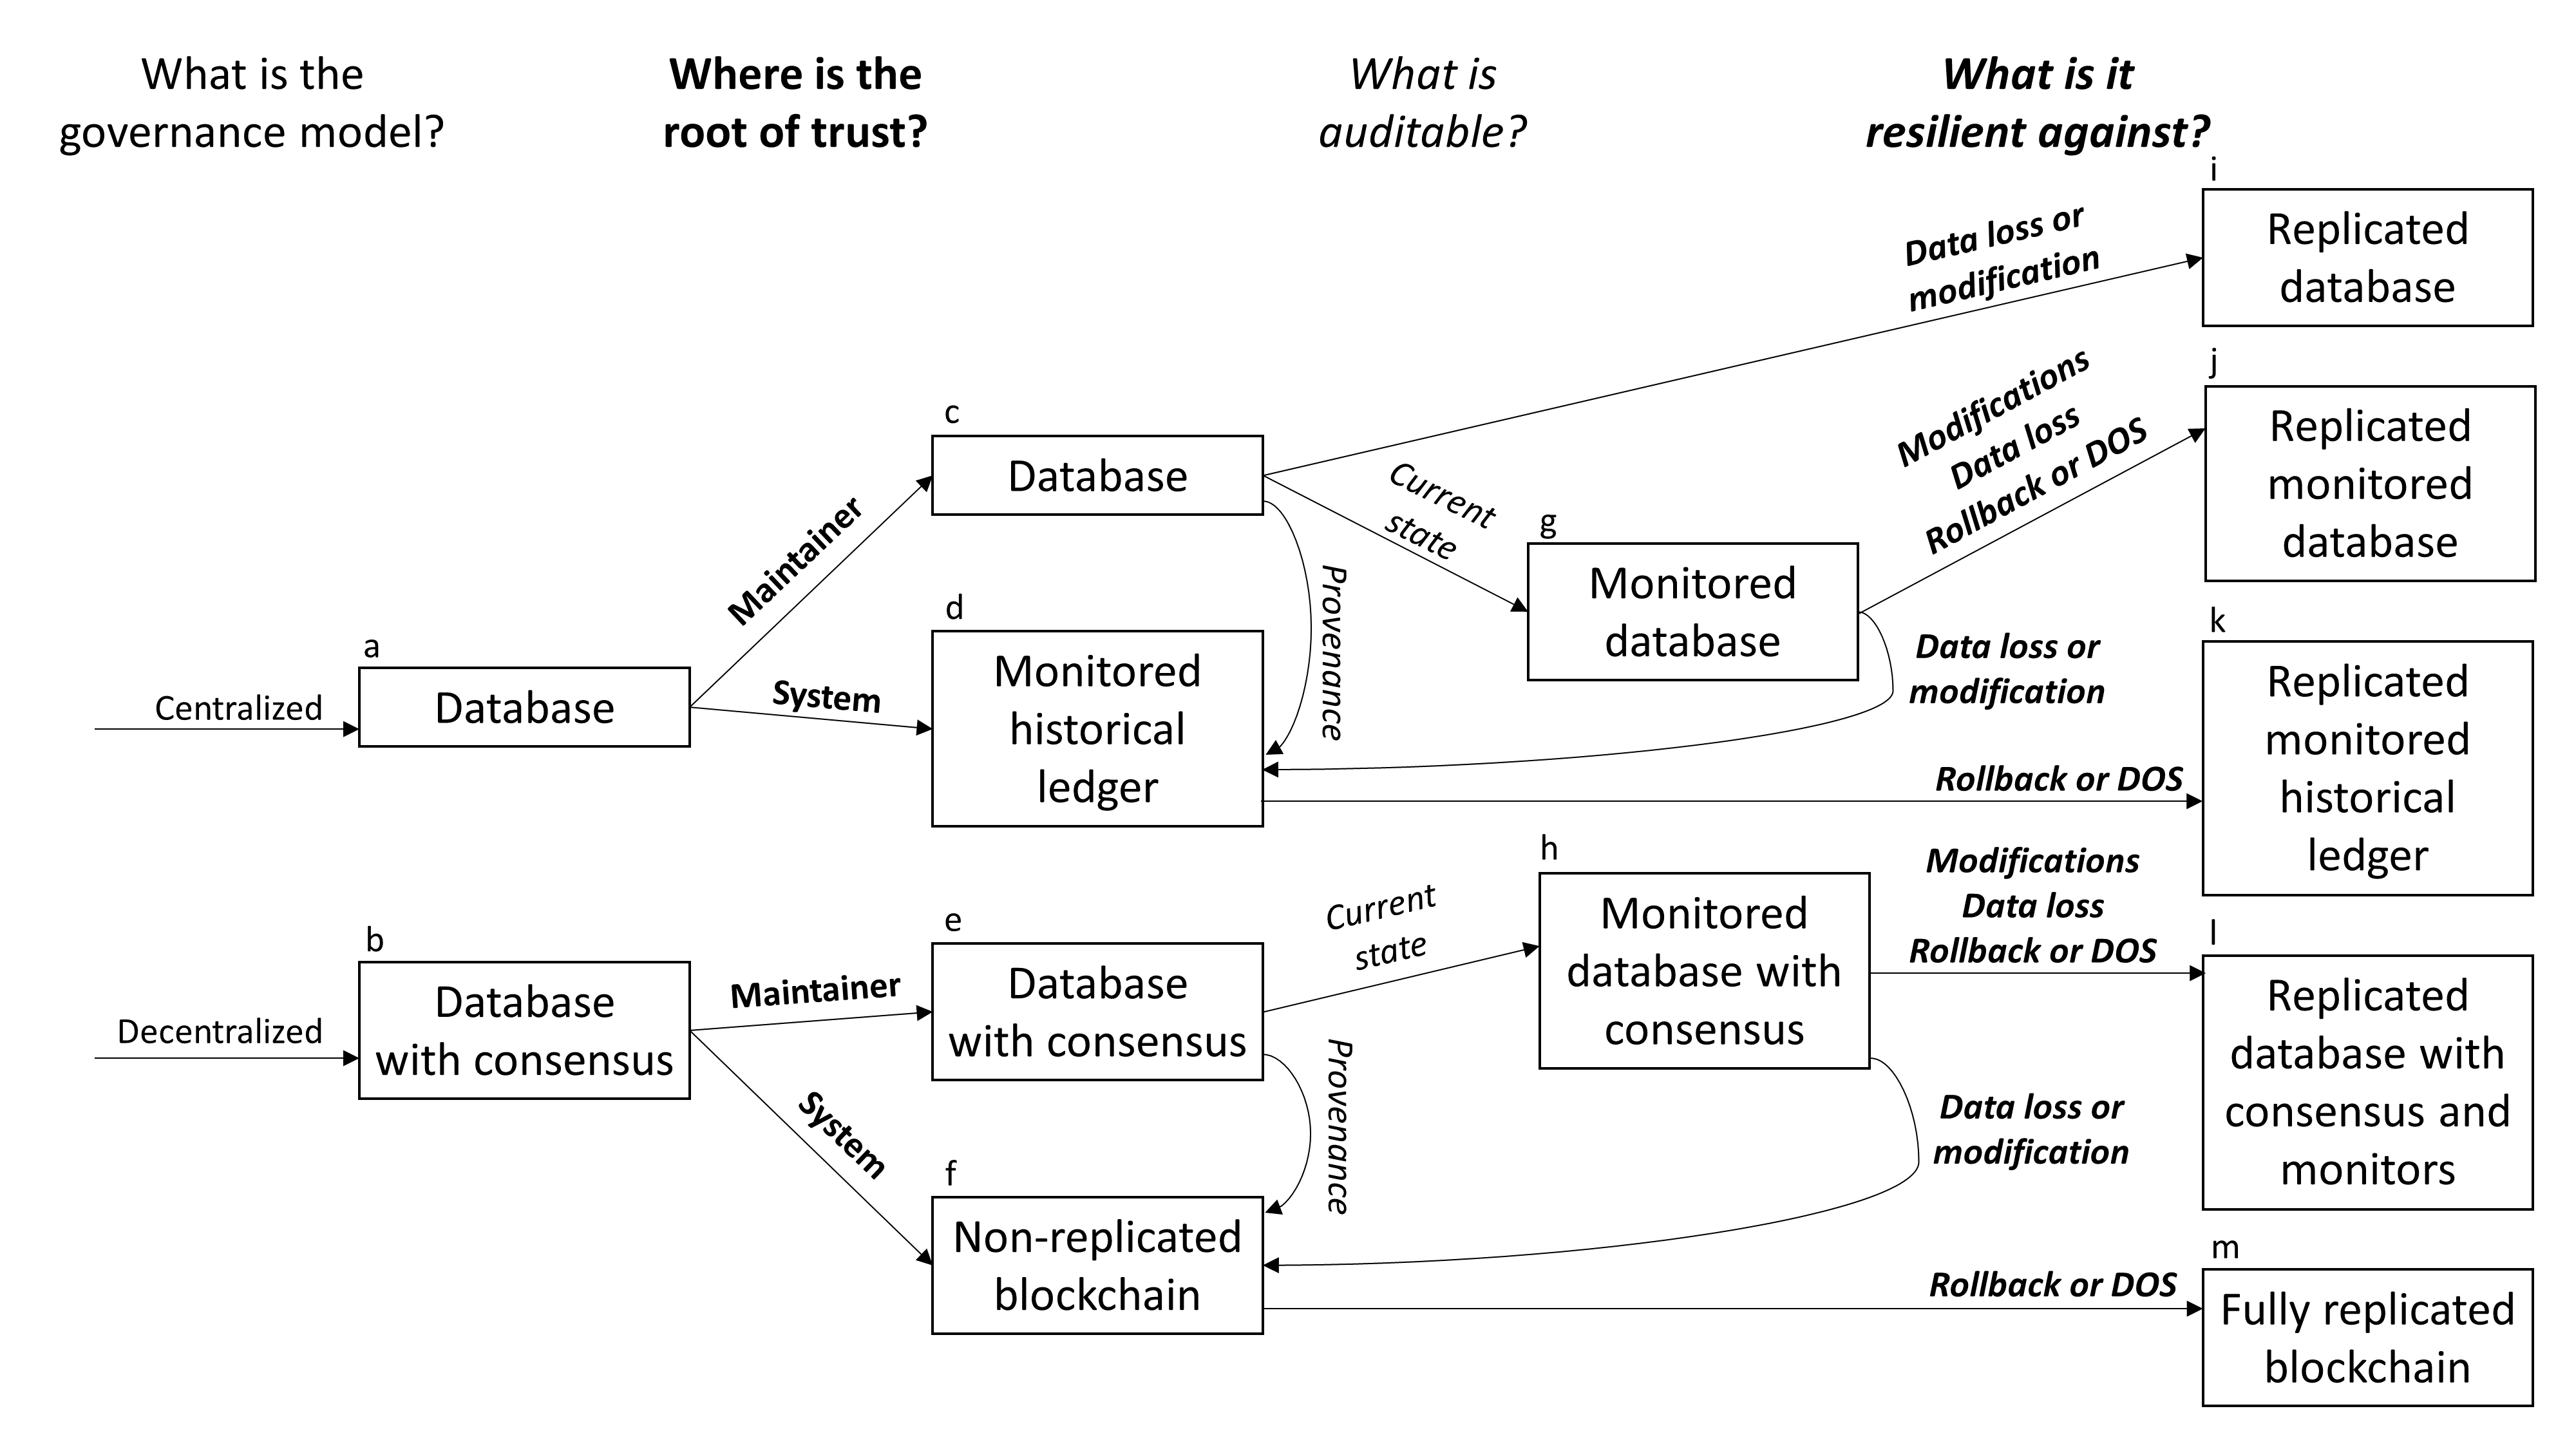 What is the
governance model?
Where is the
root of trust?
What is
auditable?
What is it
resilient against?
i
Replicated
database
Data loss or
modification
j
Replicated
monitored
database
Modifications
Data loss
Rollback or DOS
c
Database
Current
state
g
Monitored
database
Maintainer
Provenance
d
Monitored
historical
ledger
a
Database
System
Centralized
Data loss or
modification
k
Replicated
monitored
historical
ledger
Rollback or DOS
h
Monitored
database with
consensus
Modifications
Data loss
Rollback or DOS
l
Replicated
database with
consensus and
monitors
Current
state
e
Database
with consensus
b
Database
with consensus
Maintainer
Decentralized
System
Provenance
Data loss or
modification
f
Non-replicated
blockchain
Rollback or DOS
m
Fully replicated
blockchain